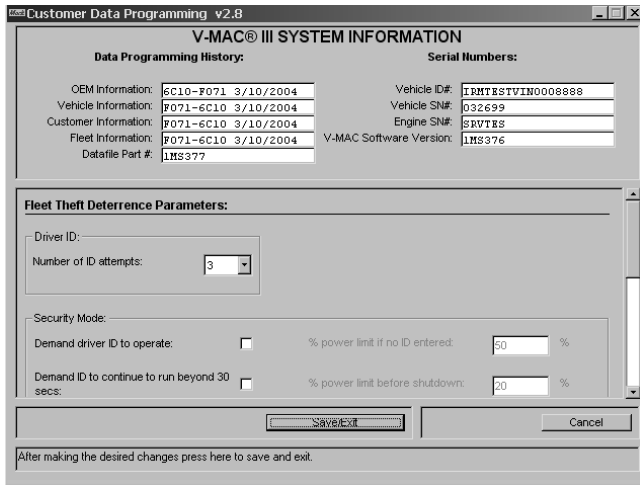 Customer Data Programming v2.8
V-MAC® III SYSTEM INFORMATION
Data Programming History:
Serial Numbers:
OEM Information: 6C10-F071 3/10/2004
Vehicle ID#: IRMTESTVIN0008888
Vehicle Information: F071-6C10 3/10/2004
Vehicle SN#: 032699
Customer Information: F071-6C10 3/10/2004
Engine SN#: SRVTES
Fleet Information: F071-6C10 3/10/2004
V-MAC Software Version: 1MS376
Datafile Part #: 1MS377
Fleet Theft Deterrence Parameters:
Driver ID:
Number of ID attempts: 3
Security Mode:
Demand driver ID to operate:
% power limit if no ID entered: 50 %
Demand ID to continue to run beyond 30
secs:
% power limit before shutdown: 20 %
Save/Exit
Cancel
After making the desired changes press here to save and exit.